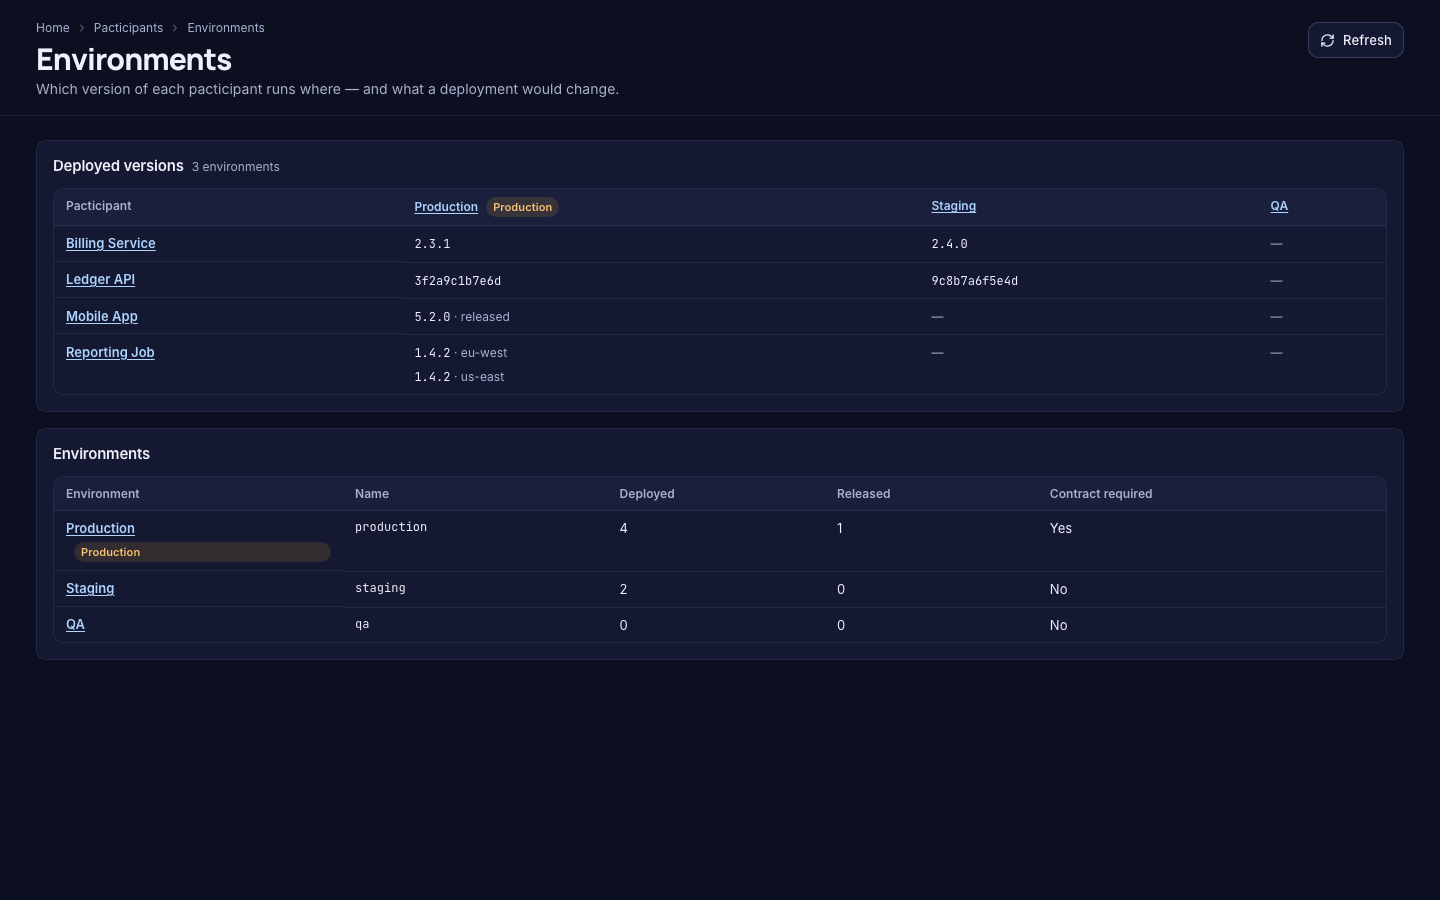 Home > Pacticipants > Environments
Environments
Which version of each pacticipant runs where — and what a deployment would change.
Refresh
Deployed versions 3 environments
Pacticipant Production Production Staging QA
Billing Service 2.3.1 2.4.0 —
Ledger API 3f2a9c1b7e6d 9c8b7a6f5e4d —
Mobile App 5.2.0 · released — —
Reporting Job 1.4.2 · eu-west — —
1.4.2 · us-east
Environments
Environment Name Deployed Released Contract required
Production production 4 1 Yes
Production
Staging staging 2 0 No
QA qa 0 0 No